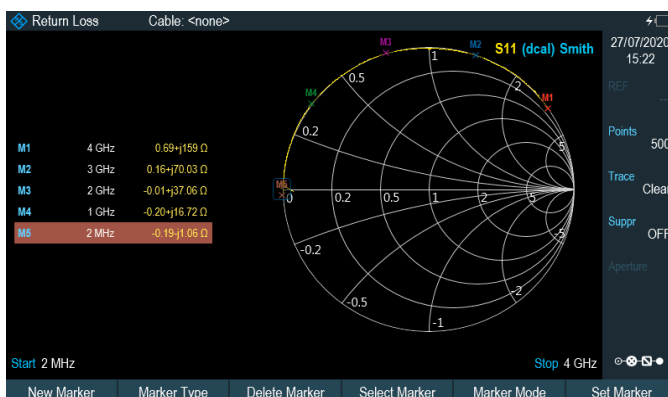 Return Loss Cable: <none>
27/07/2020
15:22
S11 (dcal) Smith
REF
Points
500
Trace
Clear
Suppr
OFF
Aperture
M1 4 GHz 0.69+j159 Ω
M2 3 GHz 0.16+j70.03 Ω
M3 2 GHz -0.01+j37.06 Ω
M4 1 GHz -0.20+j16.72 Ω
M5 2 MHz -0.19-j1.06 Ω
M3
M2
M1
M4
M5
1
0.5
2
0.2
5
0 0.2 0.5 1 2 5
-0.2
-5
-0.5
-2
-1
Start 2 MHz
Stop 4 GHz
New Marker Marker Type Delete Marker Select Marker Marker Mode Set Marker